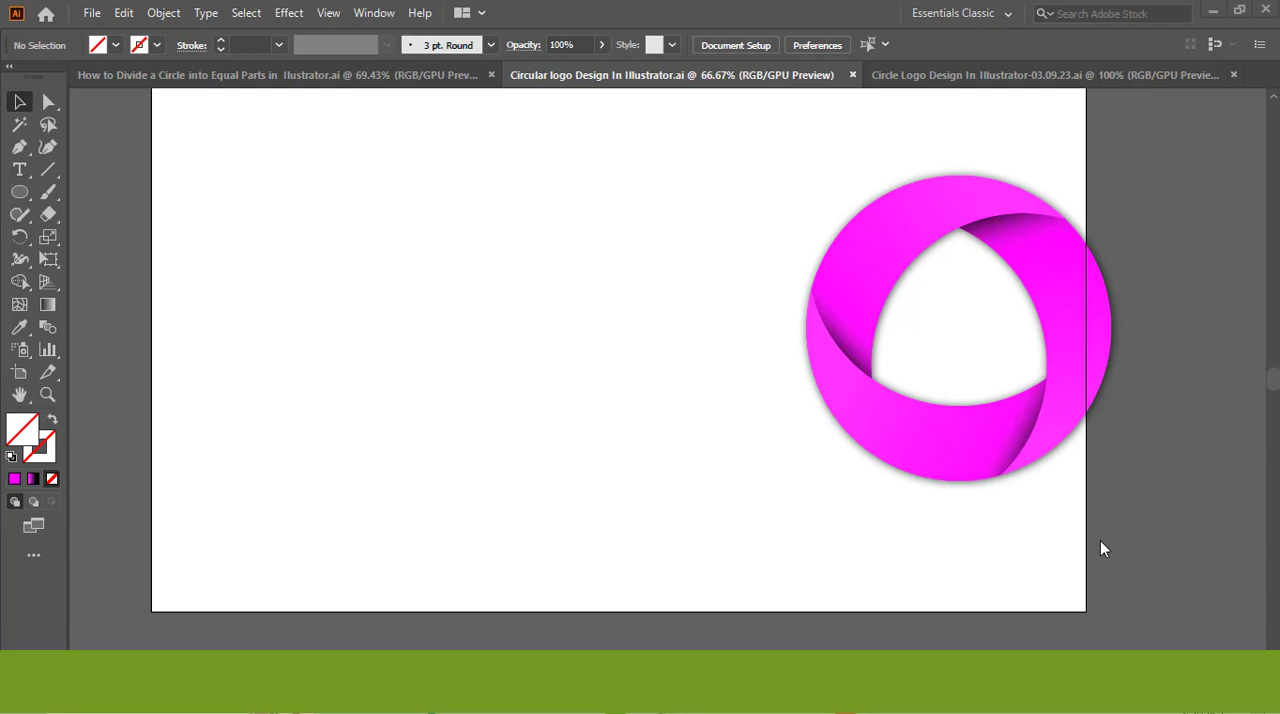 Ai File Edit Object Type Select Effect View Window Help Essentials Classic Search Adobe Stock
No Selection Stroke: 3 pt. Round Opacity: 100% Style: Document Setup Preferences
How to Divide a Circle into Equal Parts in Illustrator.ai @ 69.43% (RGB/GPU Prev... Circular logo Design In Illustrator.ai @ 66.67% (RGB/GPU Preview) Circle Logo Design In Illustrator-03.09.23.ai @ 100% (RGB/GPU Previe...
T